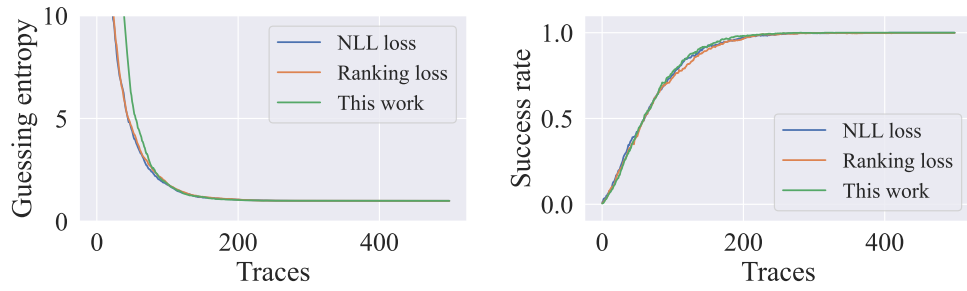 Guessing entropy
10
5
0
0
200
400
Traces
NLL loss
Ranking loss
This work
Success rate
1.0
0.5
0.0
0
200
400
Traces
NLL loss
Ranking loss
This work